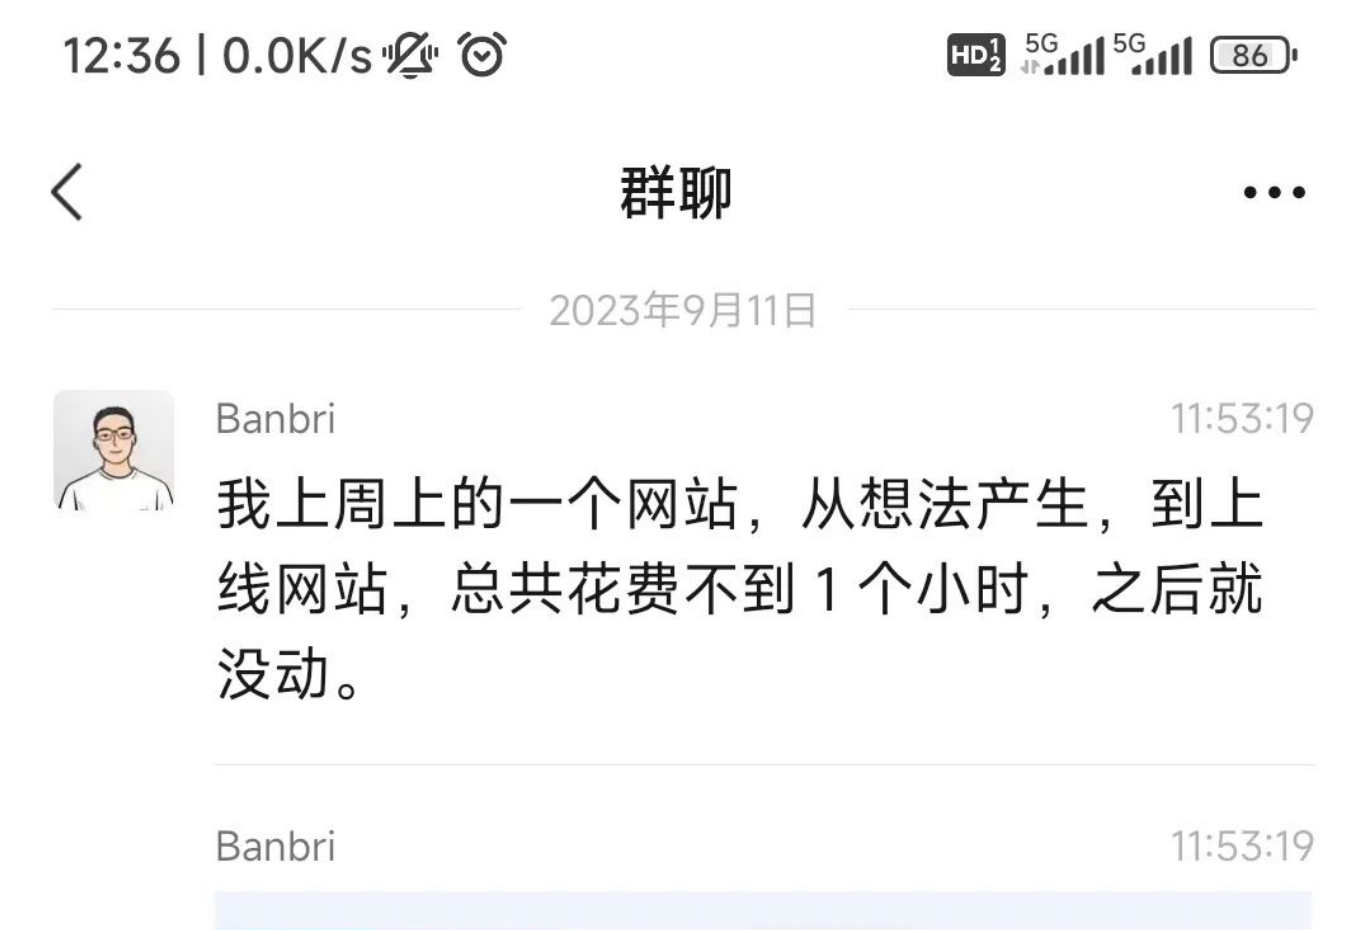 12:36 | 0.0K/s HD 1 2 5G 5G 86
群聊
2023年9月11日
Banbri 11:53:19
我上周上的一个网站，从想法产生，到上
线网站，总共花费不到 1 个小时，之后就
没动。
Banbri 11:53:19